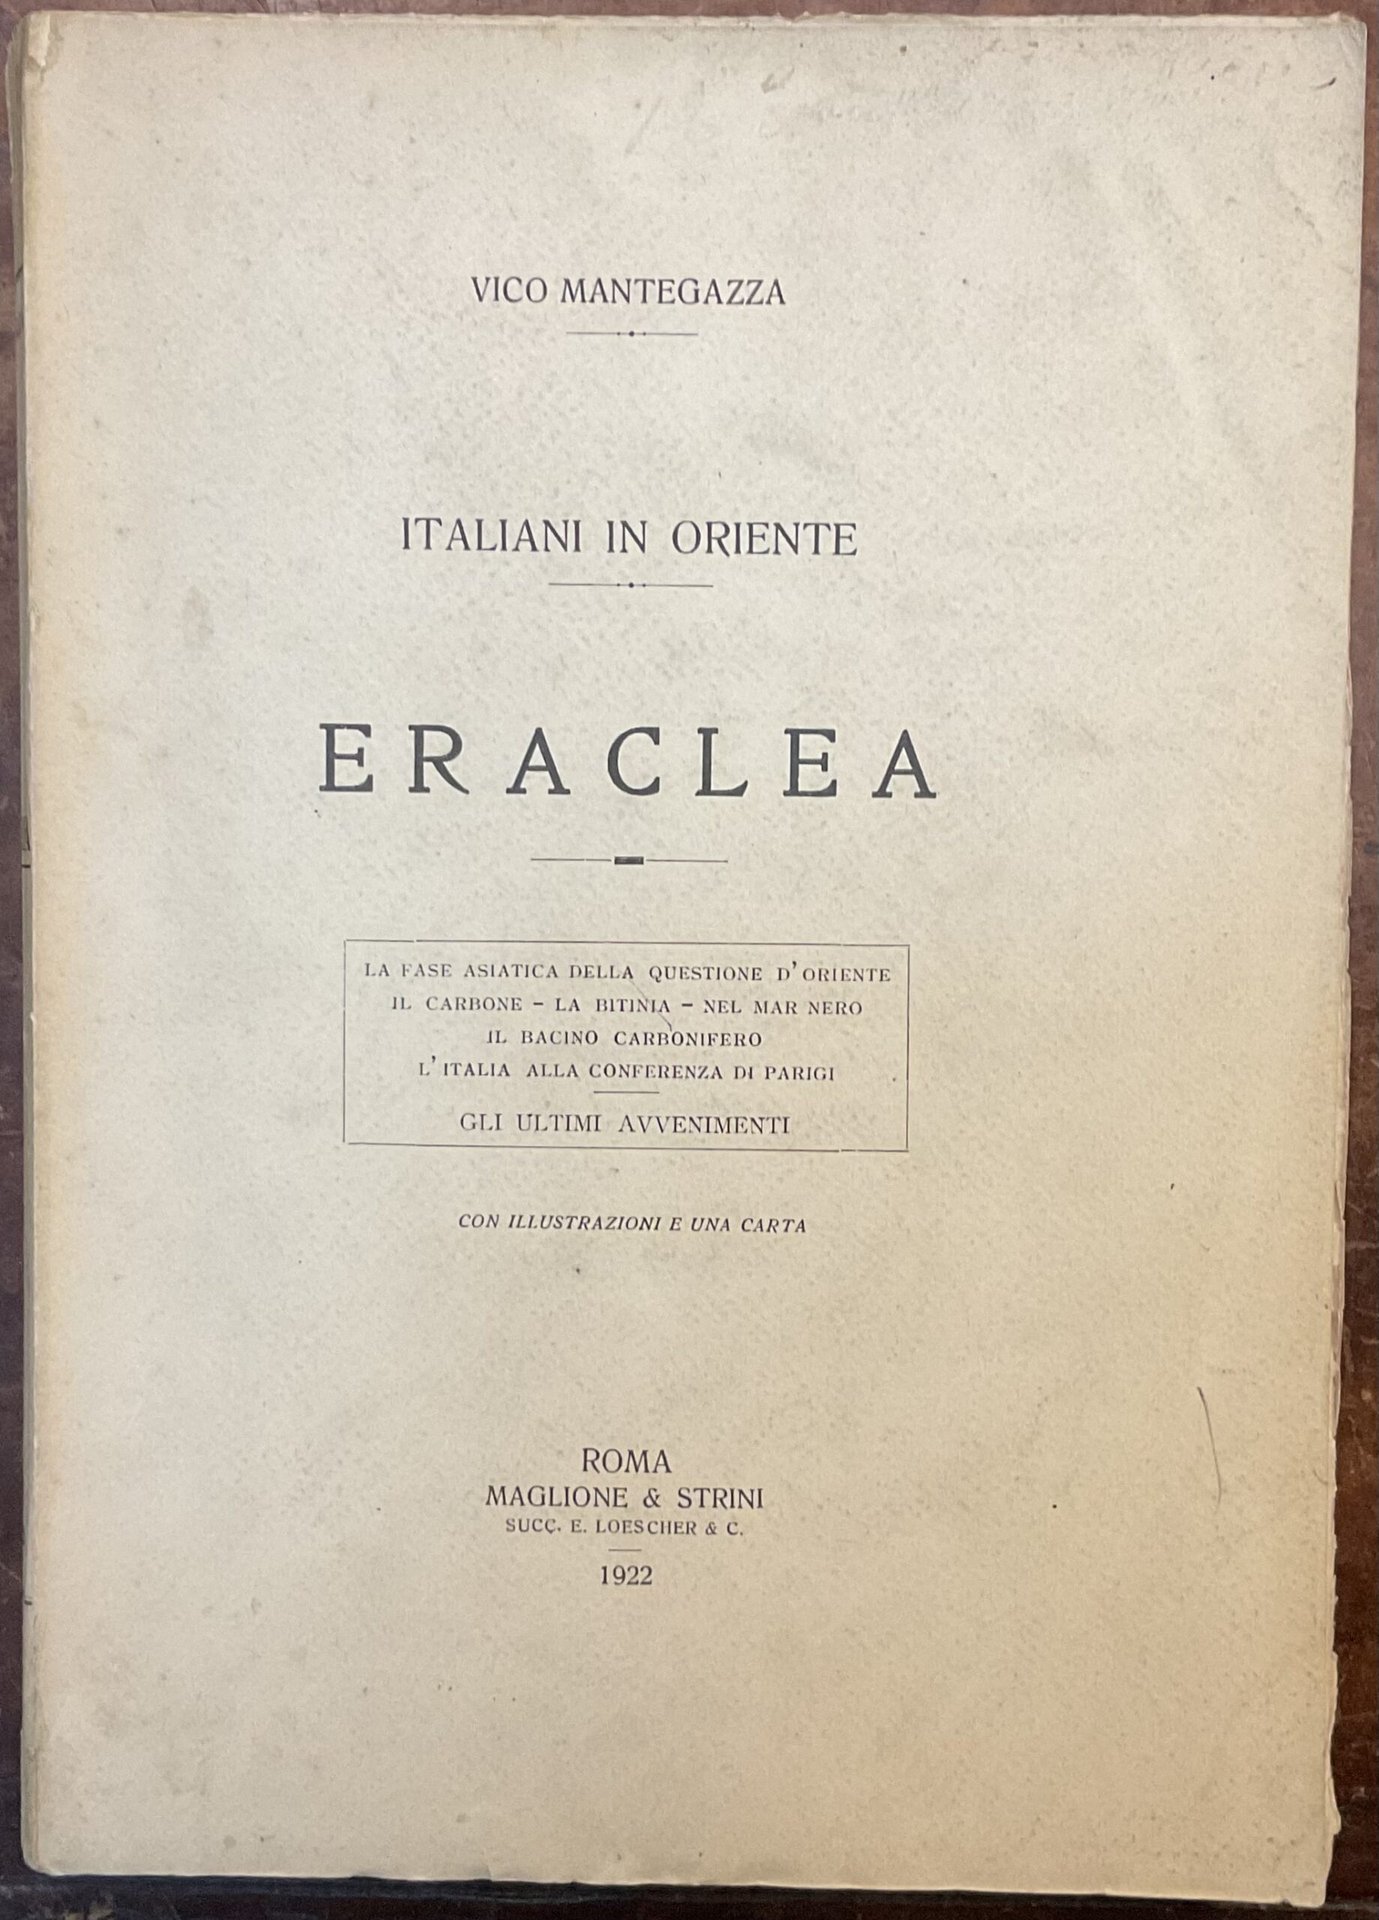 VICO MANTEGAZZA
ITALIANI IN ORIENTE
ERACLEA
LA FASE ASIATICA DELLA QUESTIONE D'ORIENTE
IL CARBONE – LA BITINIA – NEL MAR NERO
IL BACINO CARBONIFERO
L'ITALIA ALLA CONFERENZA DI PARIGI
GLI ULTIMI AVVENIMENTI
CON ILLUSTRAZIONI E UNA CARTA
ROMA
MAGLIONE & STRINI
SUCC. E. LOESCHER & C.
1922